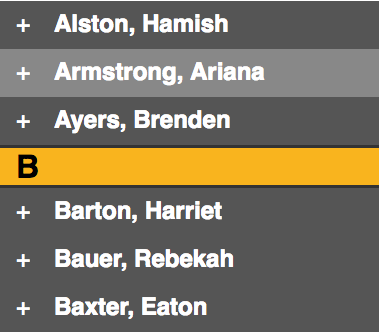 + Alston, Hamish
+ Armstrong, Ariana
+ Ayers, Brenden
B
+ Barton, Harriet
+ Bauer, Rebekah
+ Baxter, Eaton